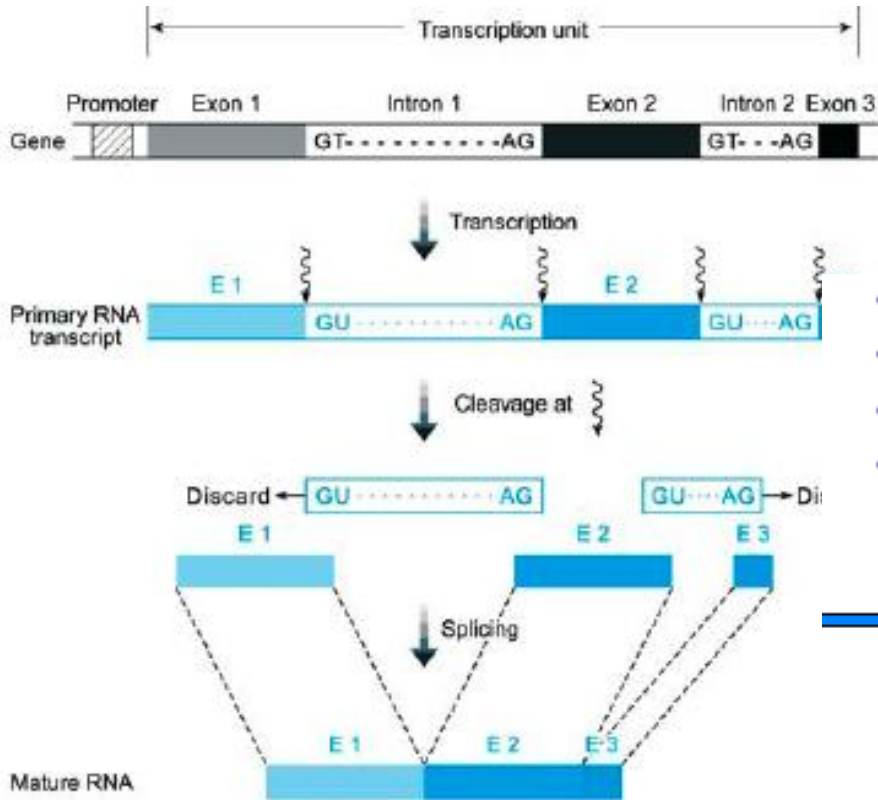 Transcription unit
Promoter Exon 1 Intron 1 Exon 2 Intron 2 Exon 3
Gene GT- - - - - - - - - - -AG GT- - -AG
Transcription
E 1 E 2
Primary RNA
transcript
GU ············ AG GU ···· AG
Cleavage at
Discard GU ············ AG GU ···· AG
E 1 E 2 E 3
Splicing
E 1 E 2 E 3
Mature RNA